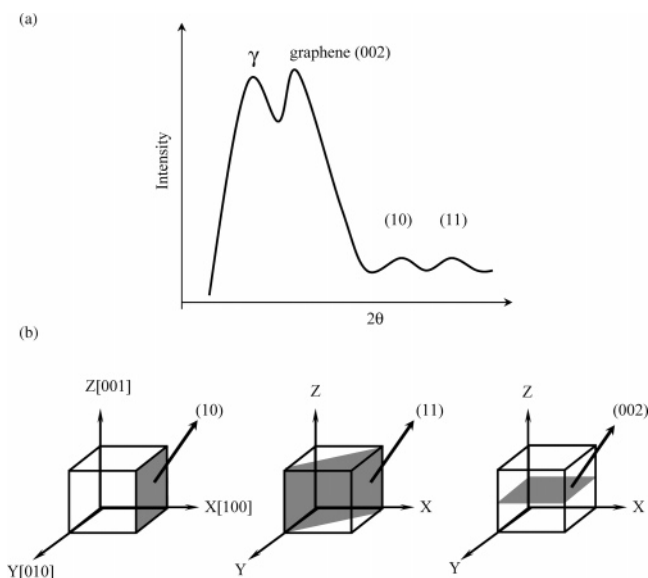 (a)
γ
graphene (002)
Intensity
(10)
(11)
2θ
(b)
Z[001]
(10)
X[100]
Y[010]
Z
(11)
X
Y
Z
(002)
X
Y